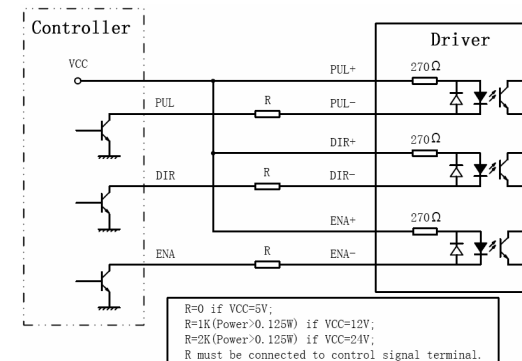 Controller
Driver
VCC
PUL+
270Ω
PUL
R
PUL-
DIR+
270Ω
DIR
R
DIR-
ENA+
270Ω
ENA
R
ENA-
R=0 if VCC=5V;
R=1K(Power>0.125W) if VCC=12V;
R=2K(Power>0.125W) if VCC=24V;
R must be connected to control signal terminal.